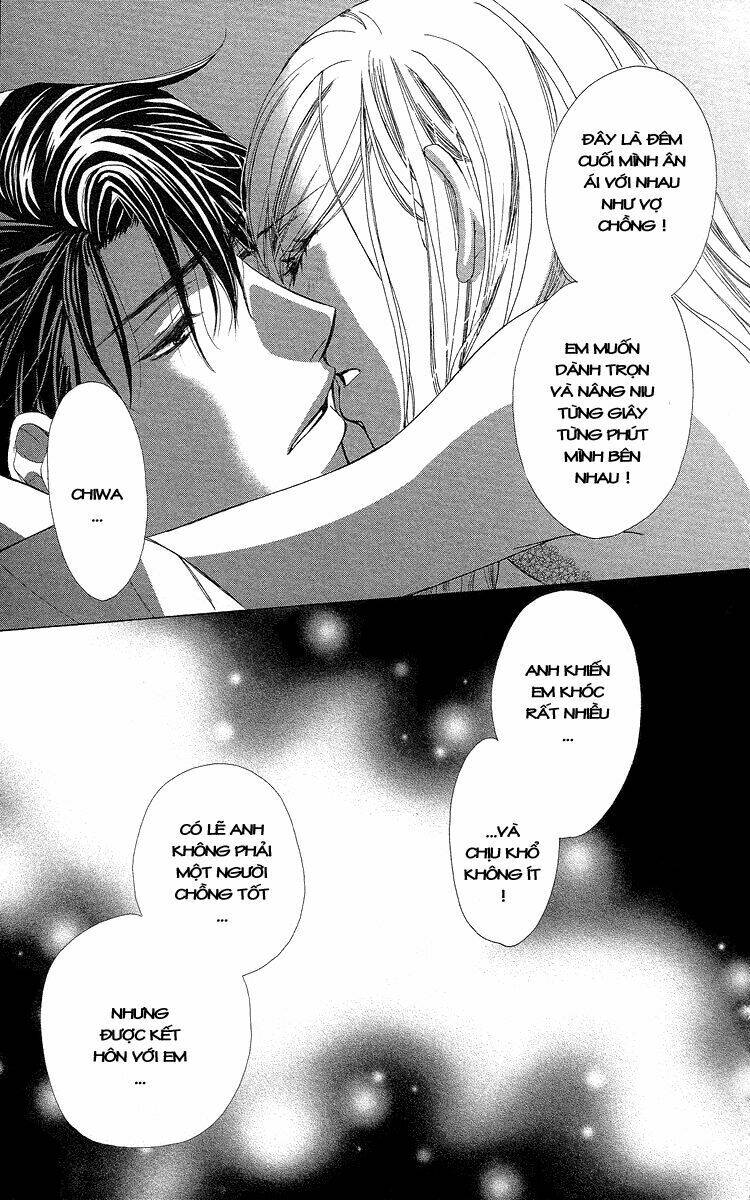 ĐÂY LÀ ĐÊM
CUỐI MÌNH ÂN
ÁI VỚI NHAU
NHƯ VỢ
CHỒNG !
EM MUỐN
DÀNH TRỌN
VÀ NÂNG NIU
TỪNG GIÂY
TỪNG PHÚT
MÌNH BÊN
NHAU !
CHIWA
...
ANH KHIẾN
EM KHÓC
RẤT NHIỀU
...
...VÀ
CHỊU KHỔ
KHÔNG ÍT
!
CÓ LẼ ANH
KHÔNG PHẢI
MỘT NGƯỜI
CHỒNG TỐT
...
NHƯNG
ĐƯỢC KẾT
HÔN VỚI EM
...